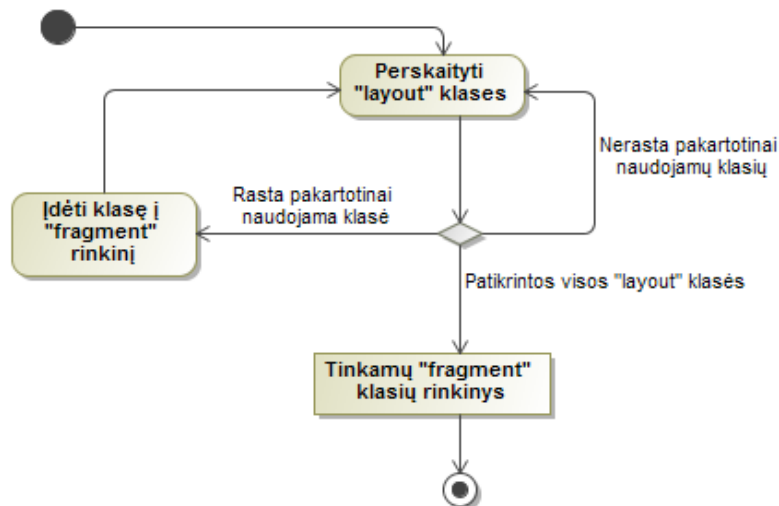 Perskaityti
"layout" klases
Nerasta pakartotinai
naudojamų klasių
Rasta pakartotinai
naudojama klasė
Įdėti klasę į
"fragment"
rinkinį
Patikrintos visos "layout" klasės
Tinkamų "fragment"
klasių rinkinys